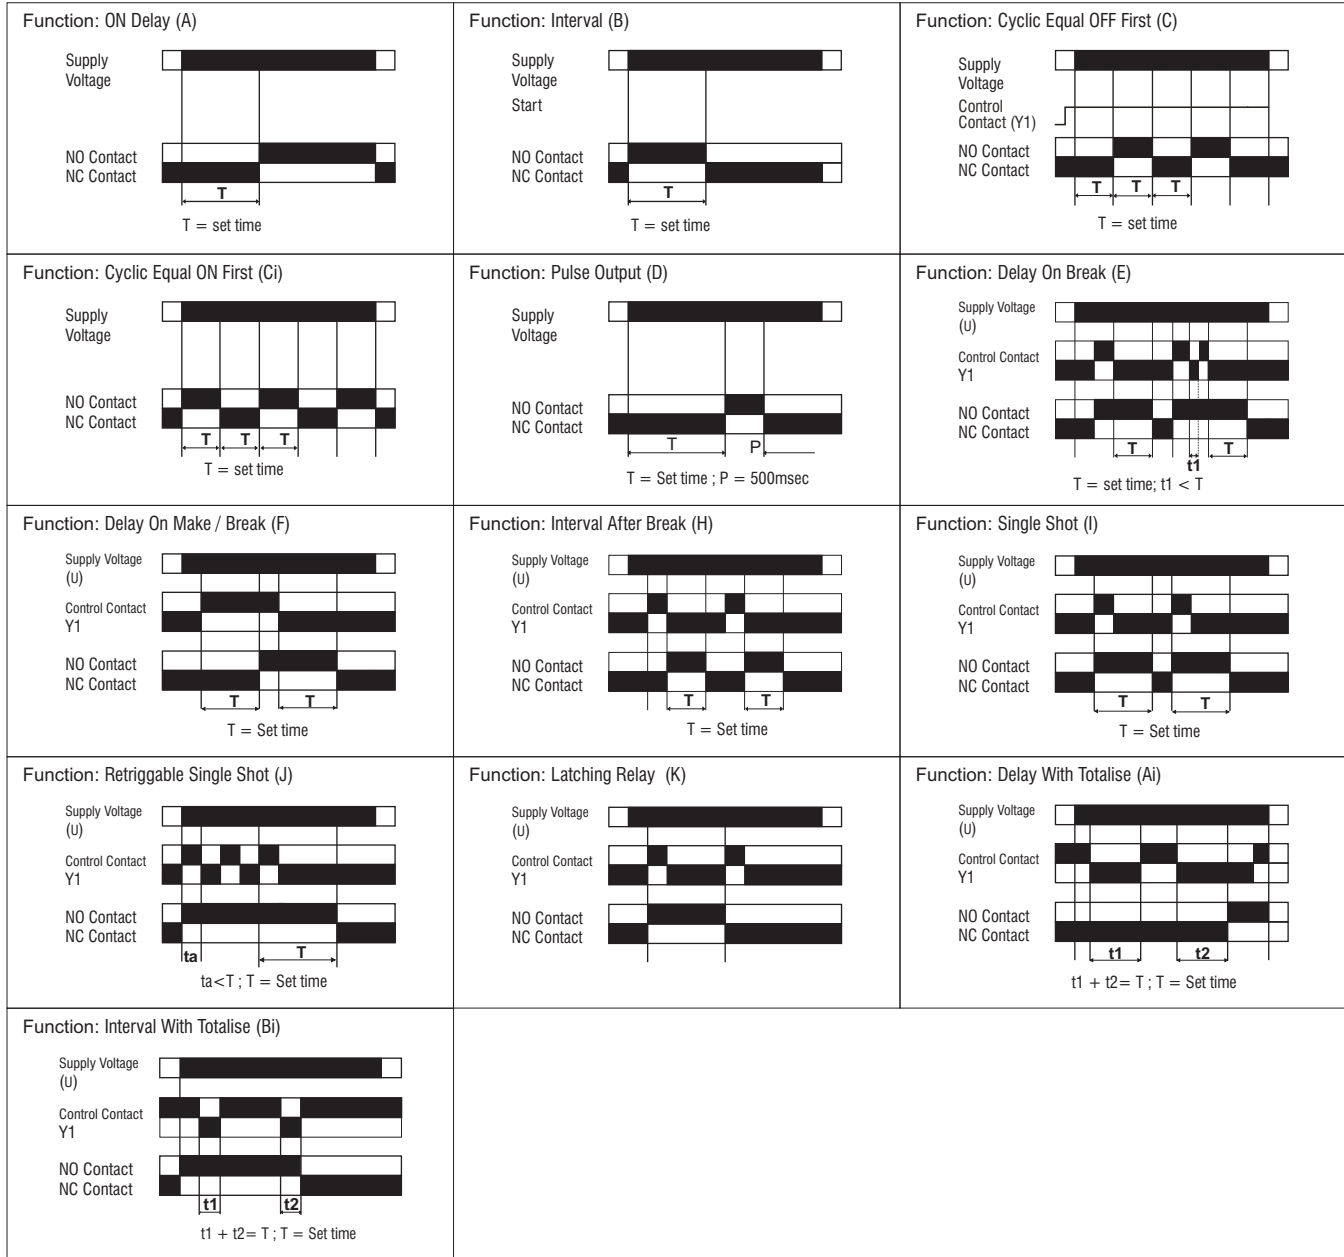 Function: ON Delay (A)
Supply
Voltage
NO Contact
NC Contact
T
T = set time
Function: Interval (B)
Supply
Voltage
Start
NO Contact
NC Contact
T
T = set time
Function: Cyclic Equal OFF First (C)
Supply
Voltage
Control
Contact (Y1)
NO Contact
NC Contact
T T T
T = set time
Function: Cyclic Equal ON First (Ci)
Supply
Voltage
NO Contact
NC Contact
T T T
T = set time
Function: Pulse Output (D)
Supply
Voltage
NO Contact
NC Contact
T P
T = Set time ; P = 500msec
Function: Delay On Break (E)
Supply Voltage
(U)
Control Contact
Y1
NO Contact
NC Contact
T t1 T
T = set time; t1 < T
Function: Delay On Make / Break (F)
Supply Voltage
(U)
Control Contact
Y1
NO Contact
NC Contact
T T
T = Set time
Function: Interval After Break (H)
Supply Voltage
(U)
Control Contact
Y1
NO Contact
NC Contact
T T
T = Set time
Function: Single Shot (I)
Supply Voltage
(U)
Control Contact
Y1
NO Contact
NC Contact
T T
T = Set time
Function: Retriggable Single Shot (J)
Supply Voltage
(U)
Control Contact
Y1
NO Contact
NC Contact
ta T
ta<T ; T = Set time
Function: Latching Relay (K)
Supply Voltage
(U)
Control Contact
Y1
NO Contact
NC Contact
Function: Delay With Totalise (Ai)
Supply Voltage
(U)
Control Contact
Y1
NO Contact
NC Contact
t1 t2
t1 + t2= T ; T = Set time
Function: Interval With Totalise (Bi)
Supply Voltage
(U)
Control Contact
Y1
NO Contact
NC Contact
t1 t2
t1 + t2= T ; T = Set time